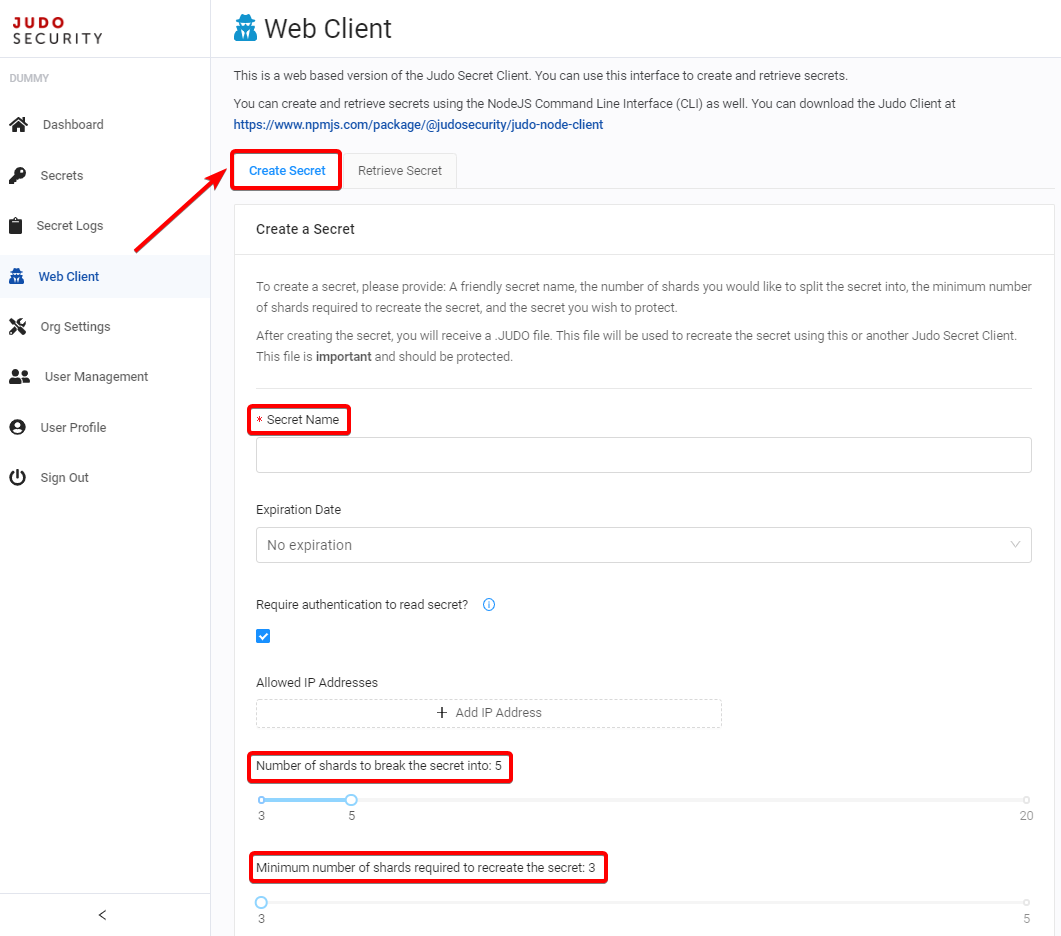 JUDO
SECURITY
DUMMY
Dashboard
Secrets
Secret Logs
Web Client
Org Settings
User Management
User Profile
Sign Out
Web Client
This is a web based version of the Judo Secret Client. You can use this interface to create and retrieve secrets.
You can create and retrieve secrets using the NodeJS Command Line Interface (CLI) as well. You can download the Judo Client at
https://www.npmjs.com/package/@judosecurity/judo-node-client
Create Secret Retrieve Secret
Create a Secret
To create a secret, please provide: A friendly secret name, the number of shards you would like to split the secret into, the minimum number
of shards required to recreate the secret, and the secret you wish to protect.
After creating the secret, you will receive a .JUDO file. This file will be used to recreate the secret using this or another Judo Secret Client.
This file is important and should be protected.
* Secret Name
Expiration Date
No expiration
Require authentication to read secret?
Allowed IP Addresses
+ Add IP Address
Number of shards to break the secret into: 5
3 5 20
Minimum number of shards required to recreate the secret: 3
3 5